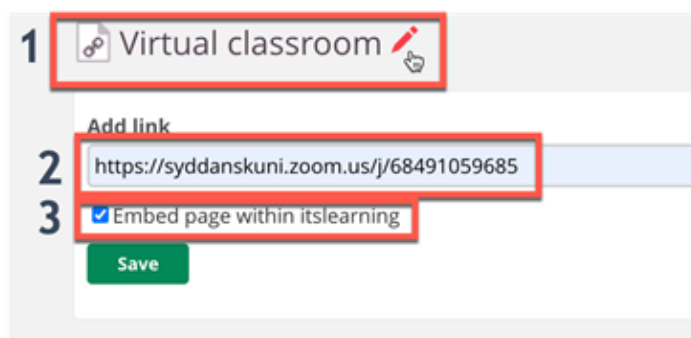 1 Virtual classroom
Add link
2 https://syddanskuni.zoom.us/j/68491059685
3 Embed page within itslearning
Save